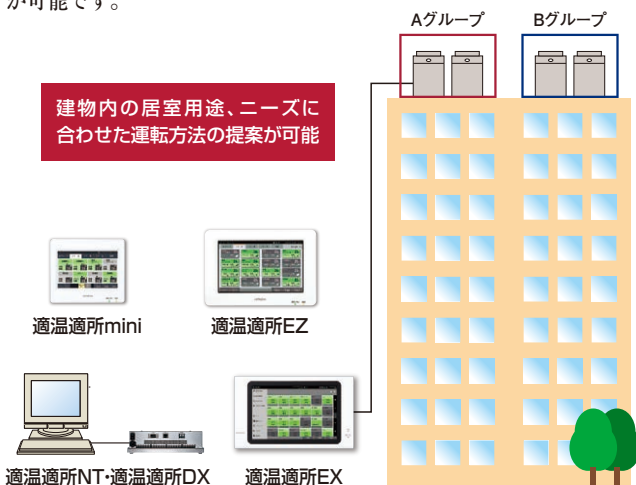 が可能です。
Aグループ
Bグループ
建物内の居室用途、ニーズに
合わせた運転方法の提案が可能
適温適所mini
適温適所EZ
適温適所NT・適温適所DX
適温適所EX